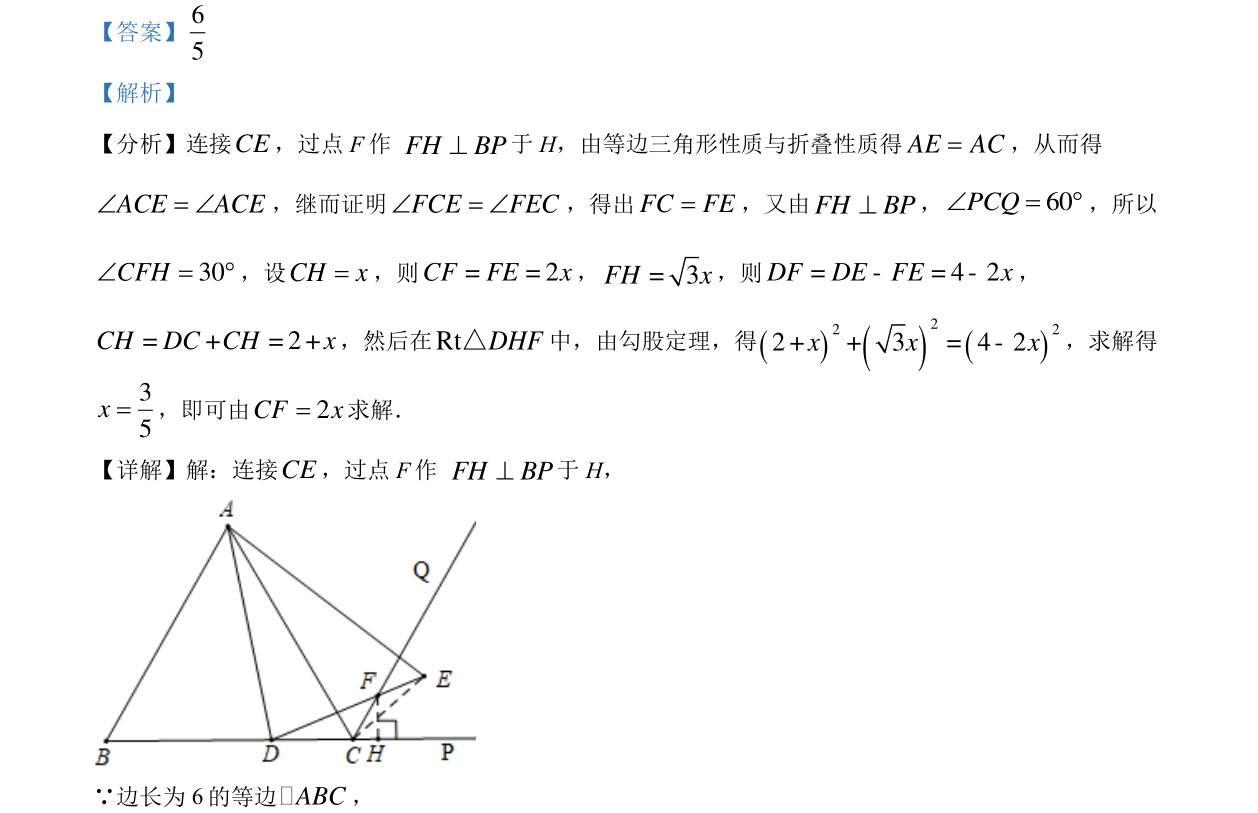 【答案】6/5
【解析】
【分析】连接CE，过点F作 FH⊥BP于H，由等边三角形性质与折叠性质得AE=AC，从而得
∠ACE=∠ACE，继而证明∠FCE=∠FEC，得出FC=FE，又由FH⊥BP，∠PCQ=60°，所以
∠CFH=30°，设CH=x，则CF=FE=2x，FH=√3x，则DF=DE-FE=4-2x，
CH=DC+CH=2+x，然后在Rt△DHF中，由勾股定理，得(2+x)²+(√3x)²=(4-2x)²，求解得
x=3/5，即可由CF=2x求解．
【详解】解：连接CE，过点F作 FH⊥BP于H，
A
Q
F
E
B
D
C
H
P
∵边长为6的等边□ABC，